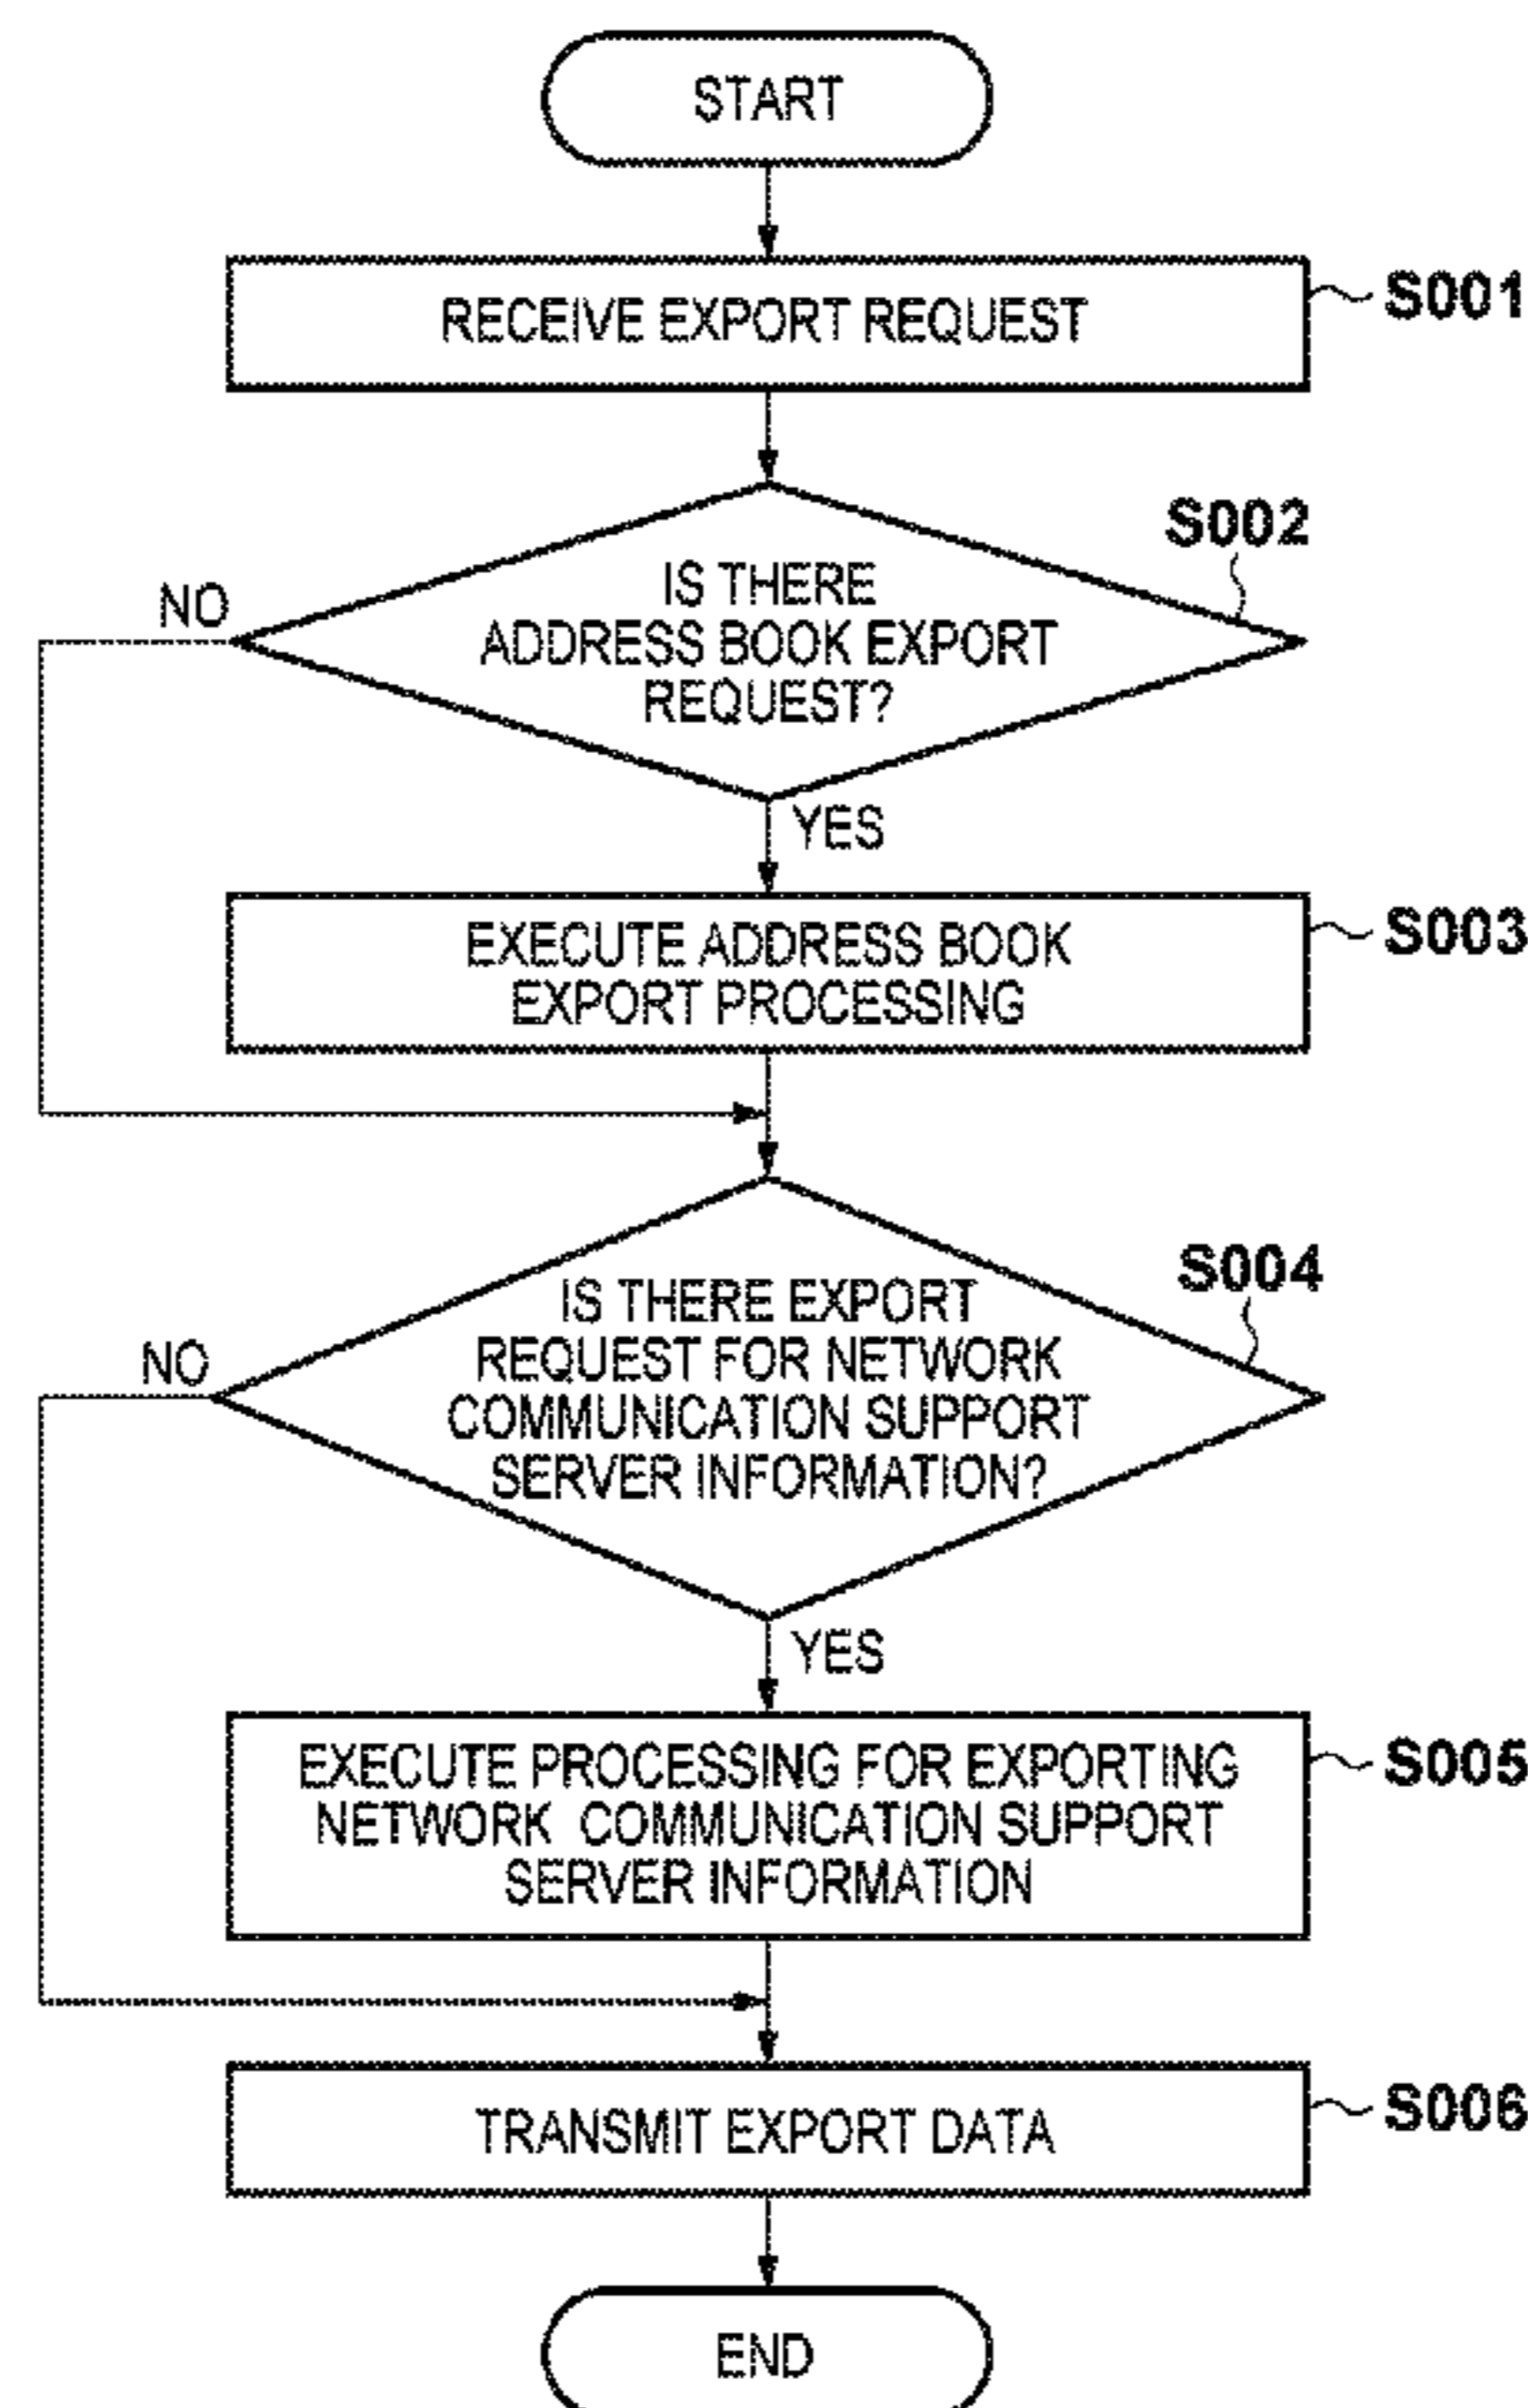 START
RECEIVE EXPORT REQUEST
S001
S002
NO
IS THERE
ADDRESS BOOK EXPORT
REQUEST?
YES
EXECUTE ADDRESS BOOK
EXPORT PROCESSING
S003
S004
IS THERE EXPORT
REQUEST FOR NETWORK
COMMUNICATION SUPPORT
SERVER INFORMATION?
NO
YES
EXECUTE PROCESSING FOR EXPORTING
NETWORK COMMUNICATION SUPPORT
SERVER INFORMATION
S005
TRANSMIT EXPORT DATA
S006
END